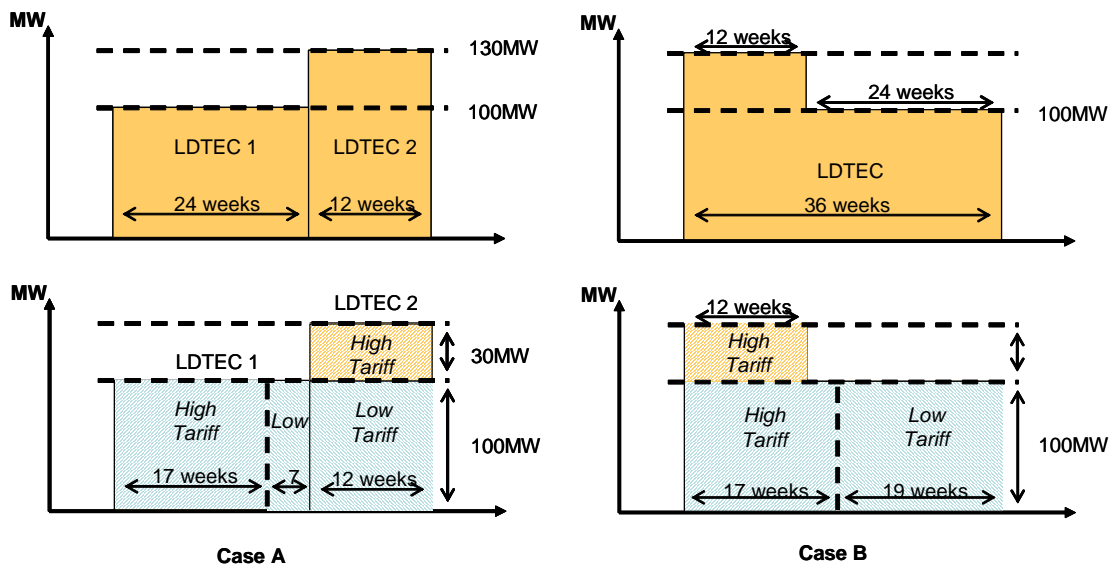 MW
130MW
100MW
LDTEC 1
LDTEC 2
24 weeks
12 weeks
MW
12 weeks
24 weeks
100MW
LDTEC
36 weeks
MW
LDTEC 2
LDTEC 1
High
Tariff
30MW
High
Tariff
Low
Low
Tariff
100MW
17 weeks
7
12 weeks
Case A
MW
12 weeks
High
Tariff
High
Tariff
Low
Tariff
100MW
17 weeks
19 weeks
Case B